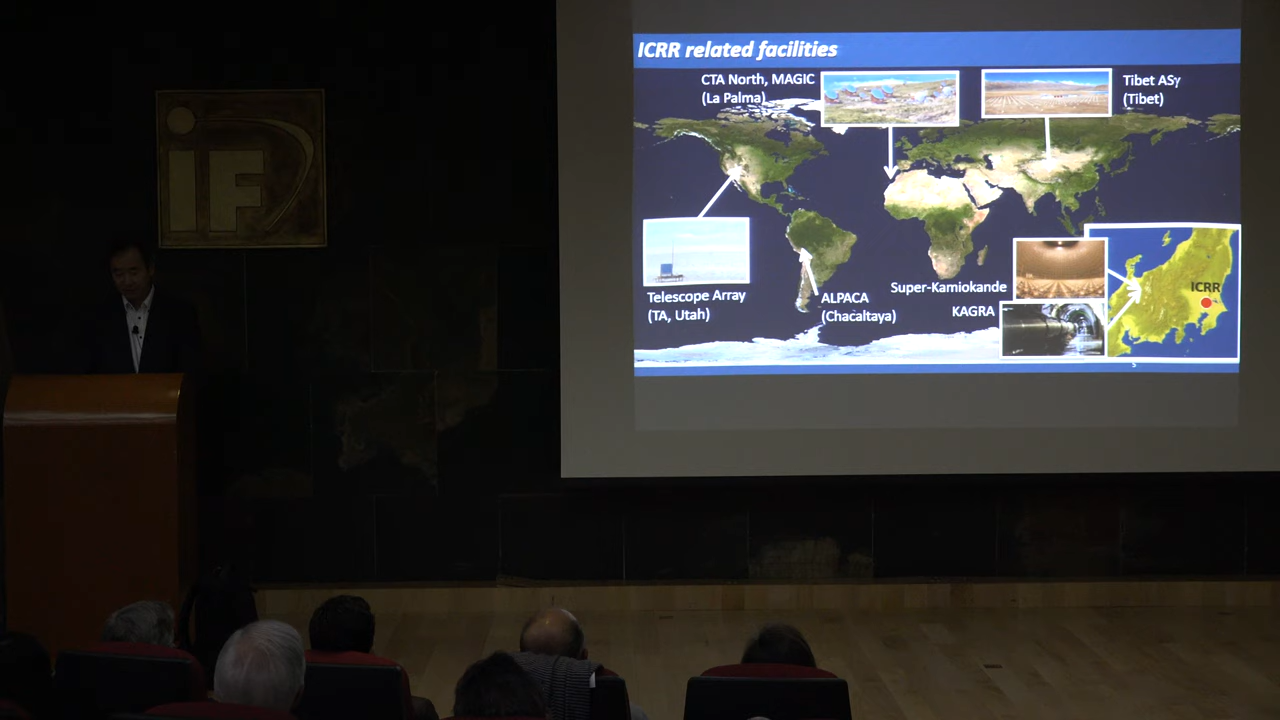 iF
ICRR related facilities
CTA North, MAGIC
(La Palma)
Tibet ASγ
(Tibet)
Telescope Array
(TA, Utah)
ALPACA
(Chacaltaya)
Super-Kamiokande
KAGRA
ICRR
5